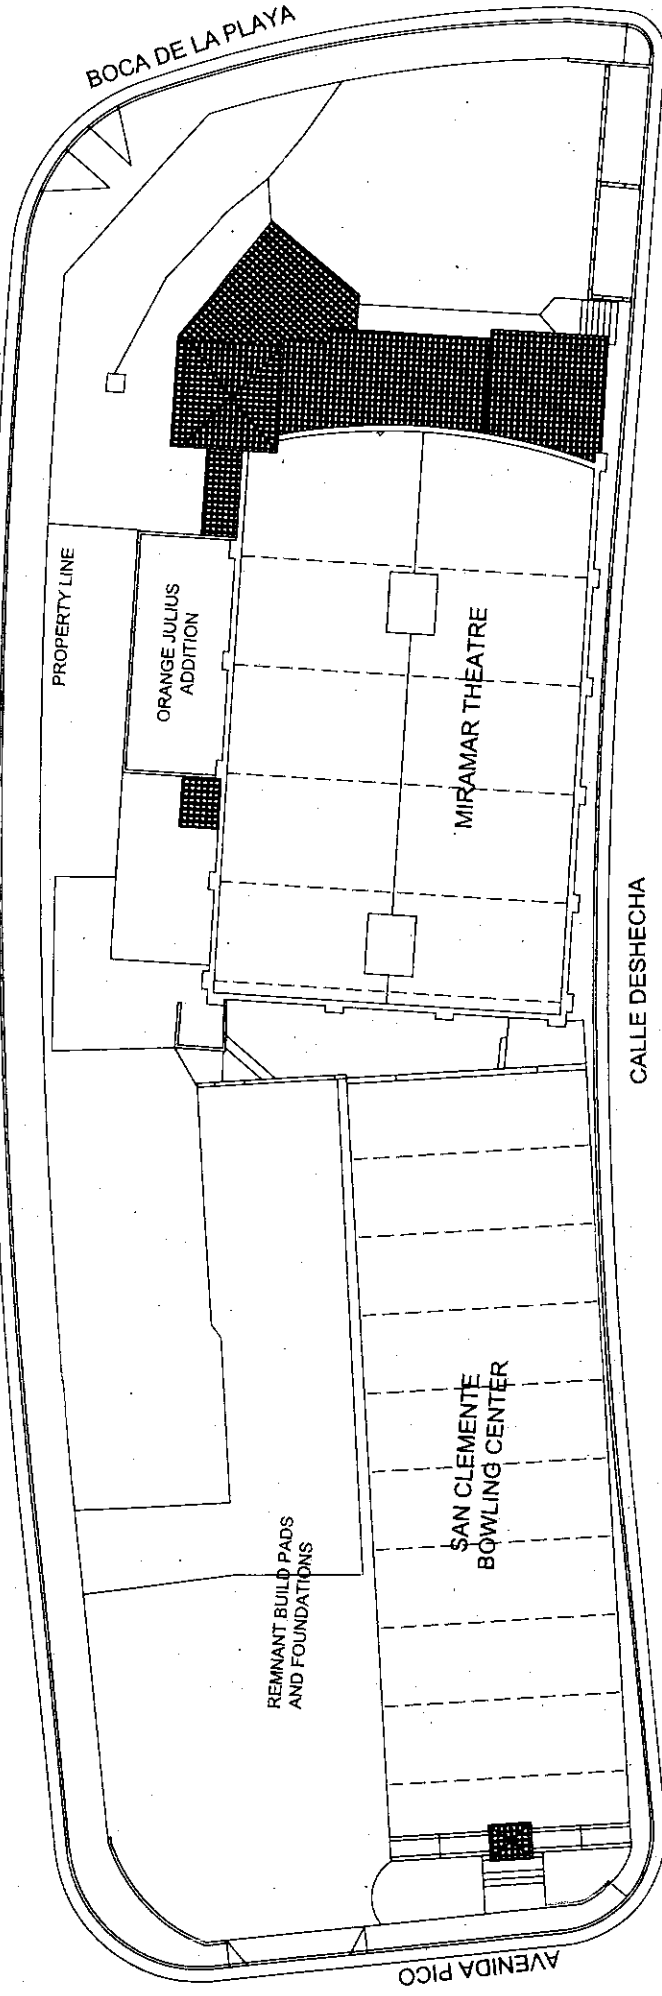 BOCA DE LA PLAYA
PROPERTY LINE
ORANGE JULIUS
ADDITION
MIRAMAR THEATRE
CALLE DESHECHA
SAN CLEMENTE
BOWLING CENTER
REMNANT BUILD PADS
AND FOUNDATIONS
AVENIDA PICO